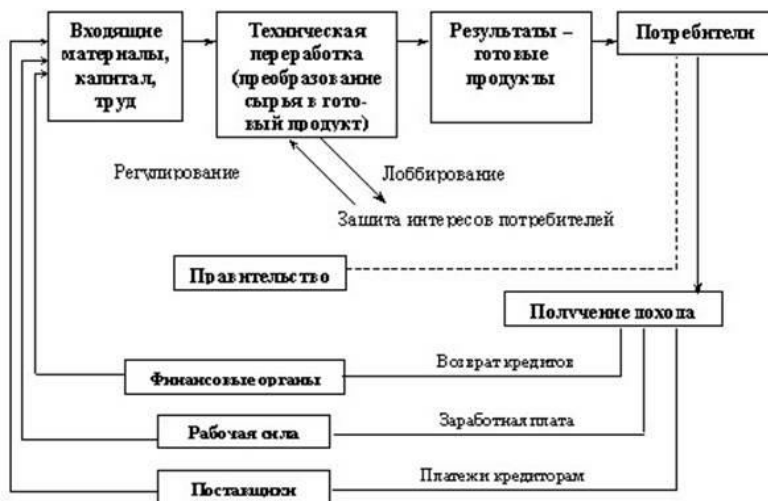 Входящие
материалы,
капитал,
труд
Техническая
переработка
(преобразование
сырья в гото-
вый продукт)
Результаты –
готовые
продукты
Потребители
Регулирование
Лоббирование
Зашита интересов потребителей
Правительство
Получение дохода
Возврат кредитов
Финансовые органы
Заработная плата
Рабочая сила
Платежи кредиторам
Поставщики